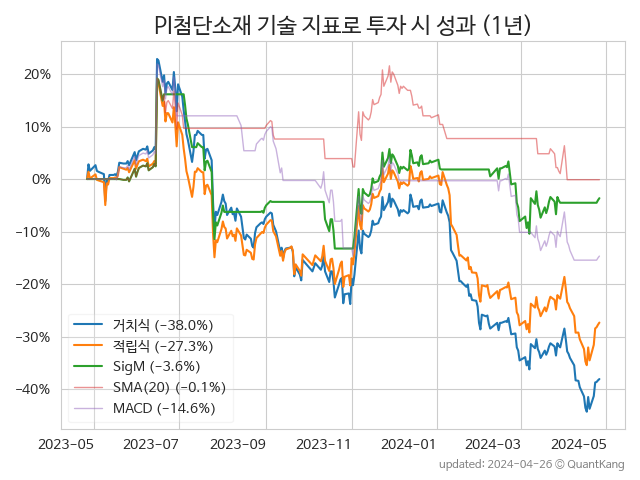 PI첨단소재 기술 지표로 투자 시 성과 (1년)
20%
10%
0%
−10%
−20%
−30%
−40%
거치식 (−38.0%)
적립식 (−27.3%)
SigM (−3.6%)
SMA(20) (−0.1%)
MACD (−14.6%)
2023-05 2023-07 2023-09 2023-11 2024-01 2024-03 2024-05
updated: 2024-04-26 © QuantKang